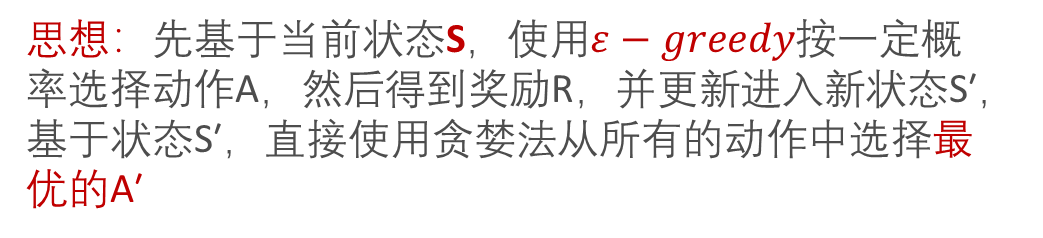 思想：先基于当前状态S，使用ε − greedy按一定概
率选择动作A，然后得到奖励R，并更新进入新状态S′，
基于状态S′，直接使用贪婪法从所有的动作中选择最
优的A′